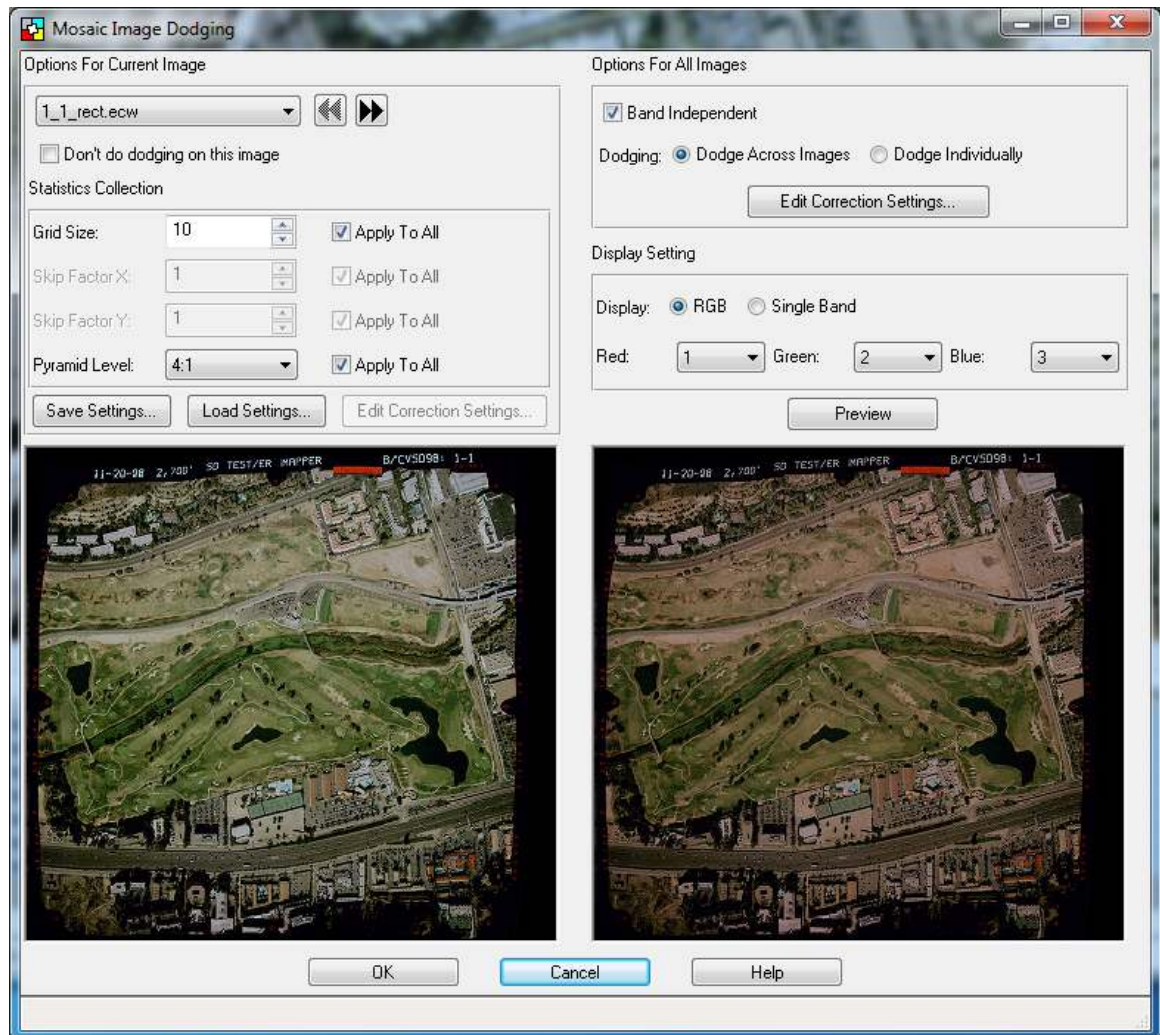 Mosaic Image Dodging
Options For Current Image
1_1_rect.ecw
Don't do dodging on this image
Statistics Collection
Grid Size: 10 Apply To All
Skip Factor X: 1 Apply To All
Skip Factor Y: 1 Apply To All
Pyramid Level: 4:1 Apply To All
Save Settings... Load Settings... Edit Correction Settings...
Options For All Images
Band Independent
Dodging: Dodge Across Images Dodge Individually
Edit Correction Settings...
Display Setting
Display: RGB Single Band
Red: 1 Green: 2 Blue: 3
Preview
11-20-98 2,700' SD TEST/ER MAPPER B/CVSD98: 1-1
11-20-98 2,700' SD TEST/ER MAPPER B/CVSD98: 1-1
OK Cancel Help